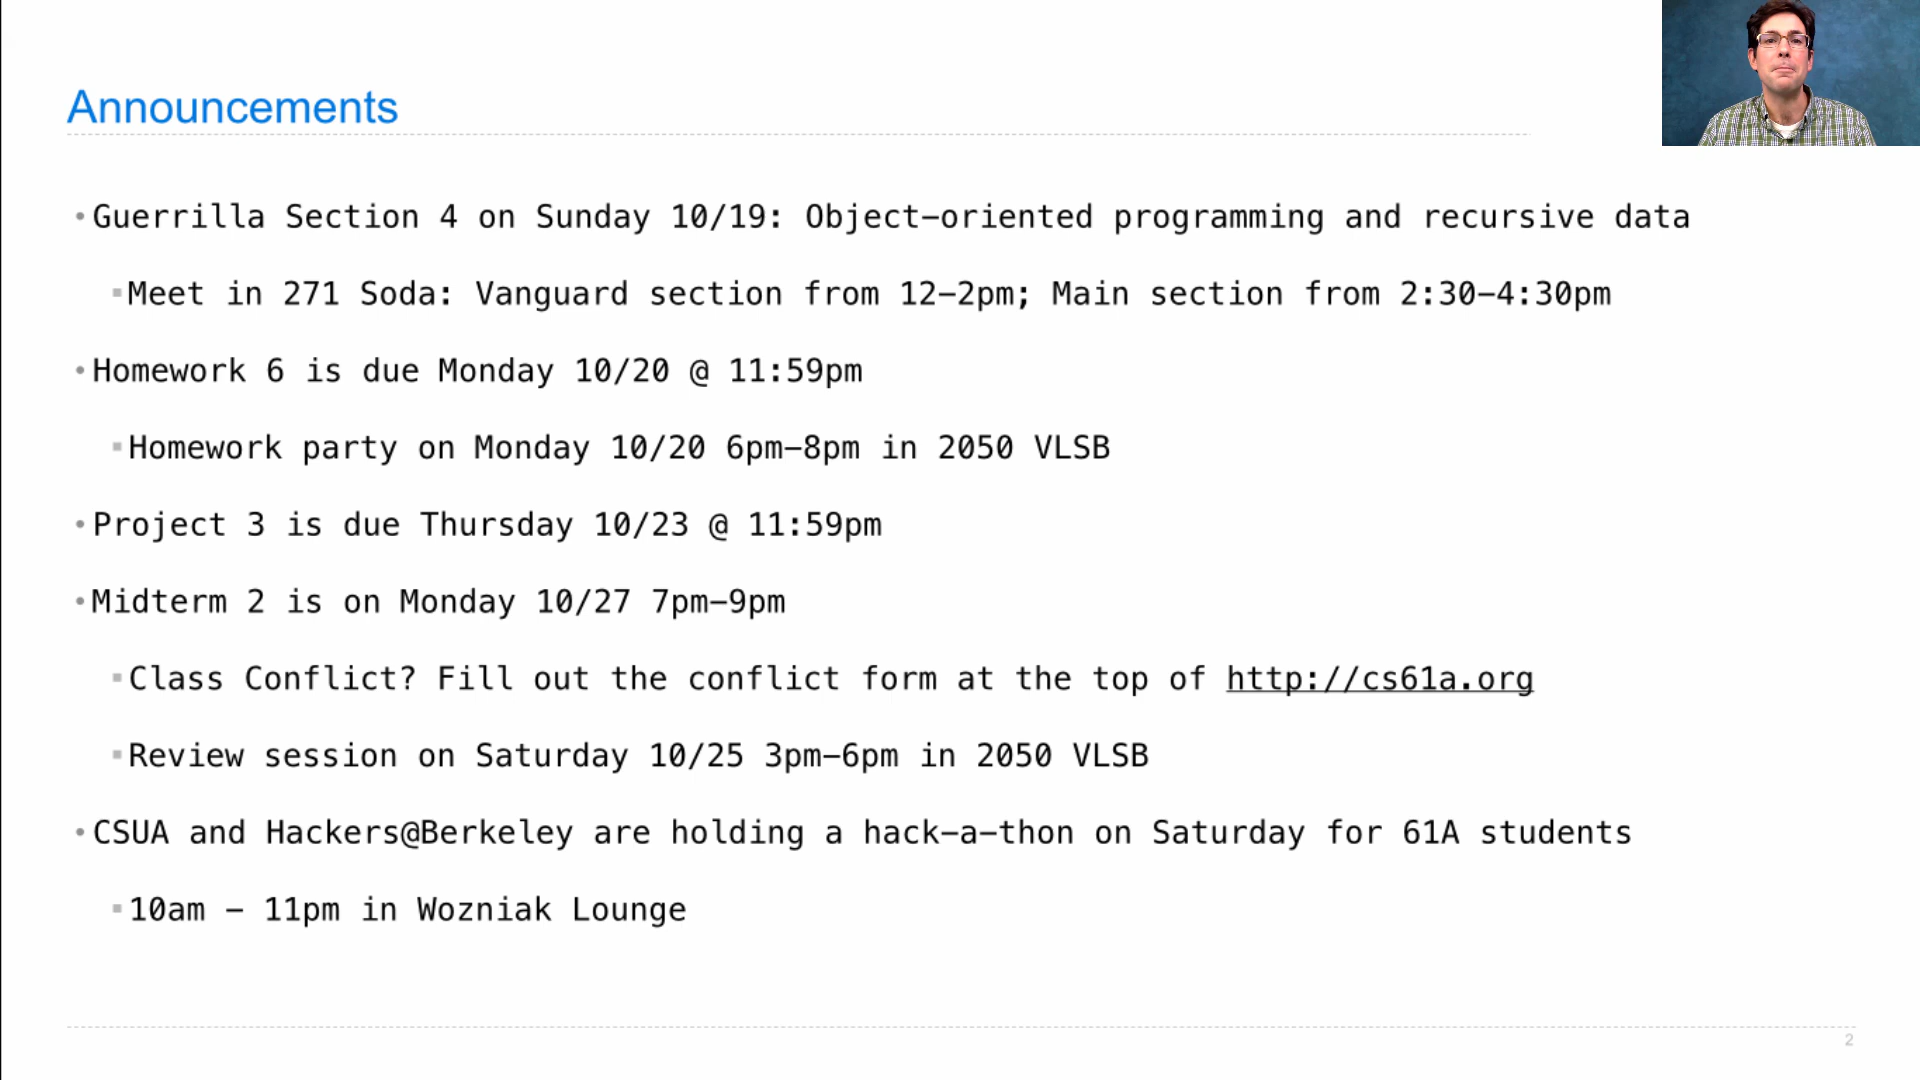 Announcements
•Guerrilla Section 4 on Sunday 10/19: Object-oriented programming and recursive data
▪Meet in 271 Soda: Vanguard section from 12-2pm; Main section from 2:30-4:30pm
•Homework 6 is due Monday 10/20 @ 11:59pm
▪Homework party on Monday 10/20 6pm-8pm in 2050 VLSB
•Project 3 is due Thursday 10/23 @ 11:59pm
•Midterm 2 is on Monday 10/27 7pm-9pm
▪Class Conflict? Fill out the conflict form at the top of http://cs61a.org
▪Review session on Saturday 10/25 3pm-6pm in 2050 VLSB
•CSUA and Hackers@Berkeley are holding a hack-a-thon on Saturday for 61A students
▪10am - 11pm in Wozniak Lounge
2